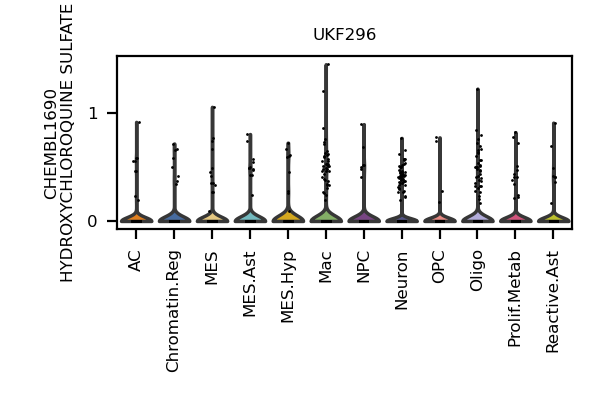 UKF296
CHEMBL1690
HYDROXYCHLOROQUINE SULFATE
1
0
AC
Chromatin.Reg
MES
MES.Ast
MES.Hyp
Mac
NPC
Neuron
OPC
Oligo
Prolif.Metab
Reactive.Ast